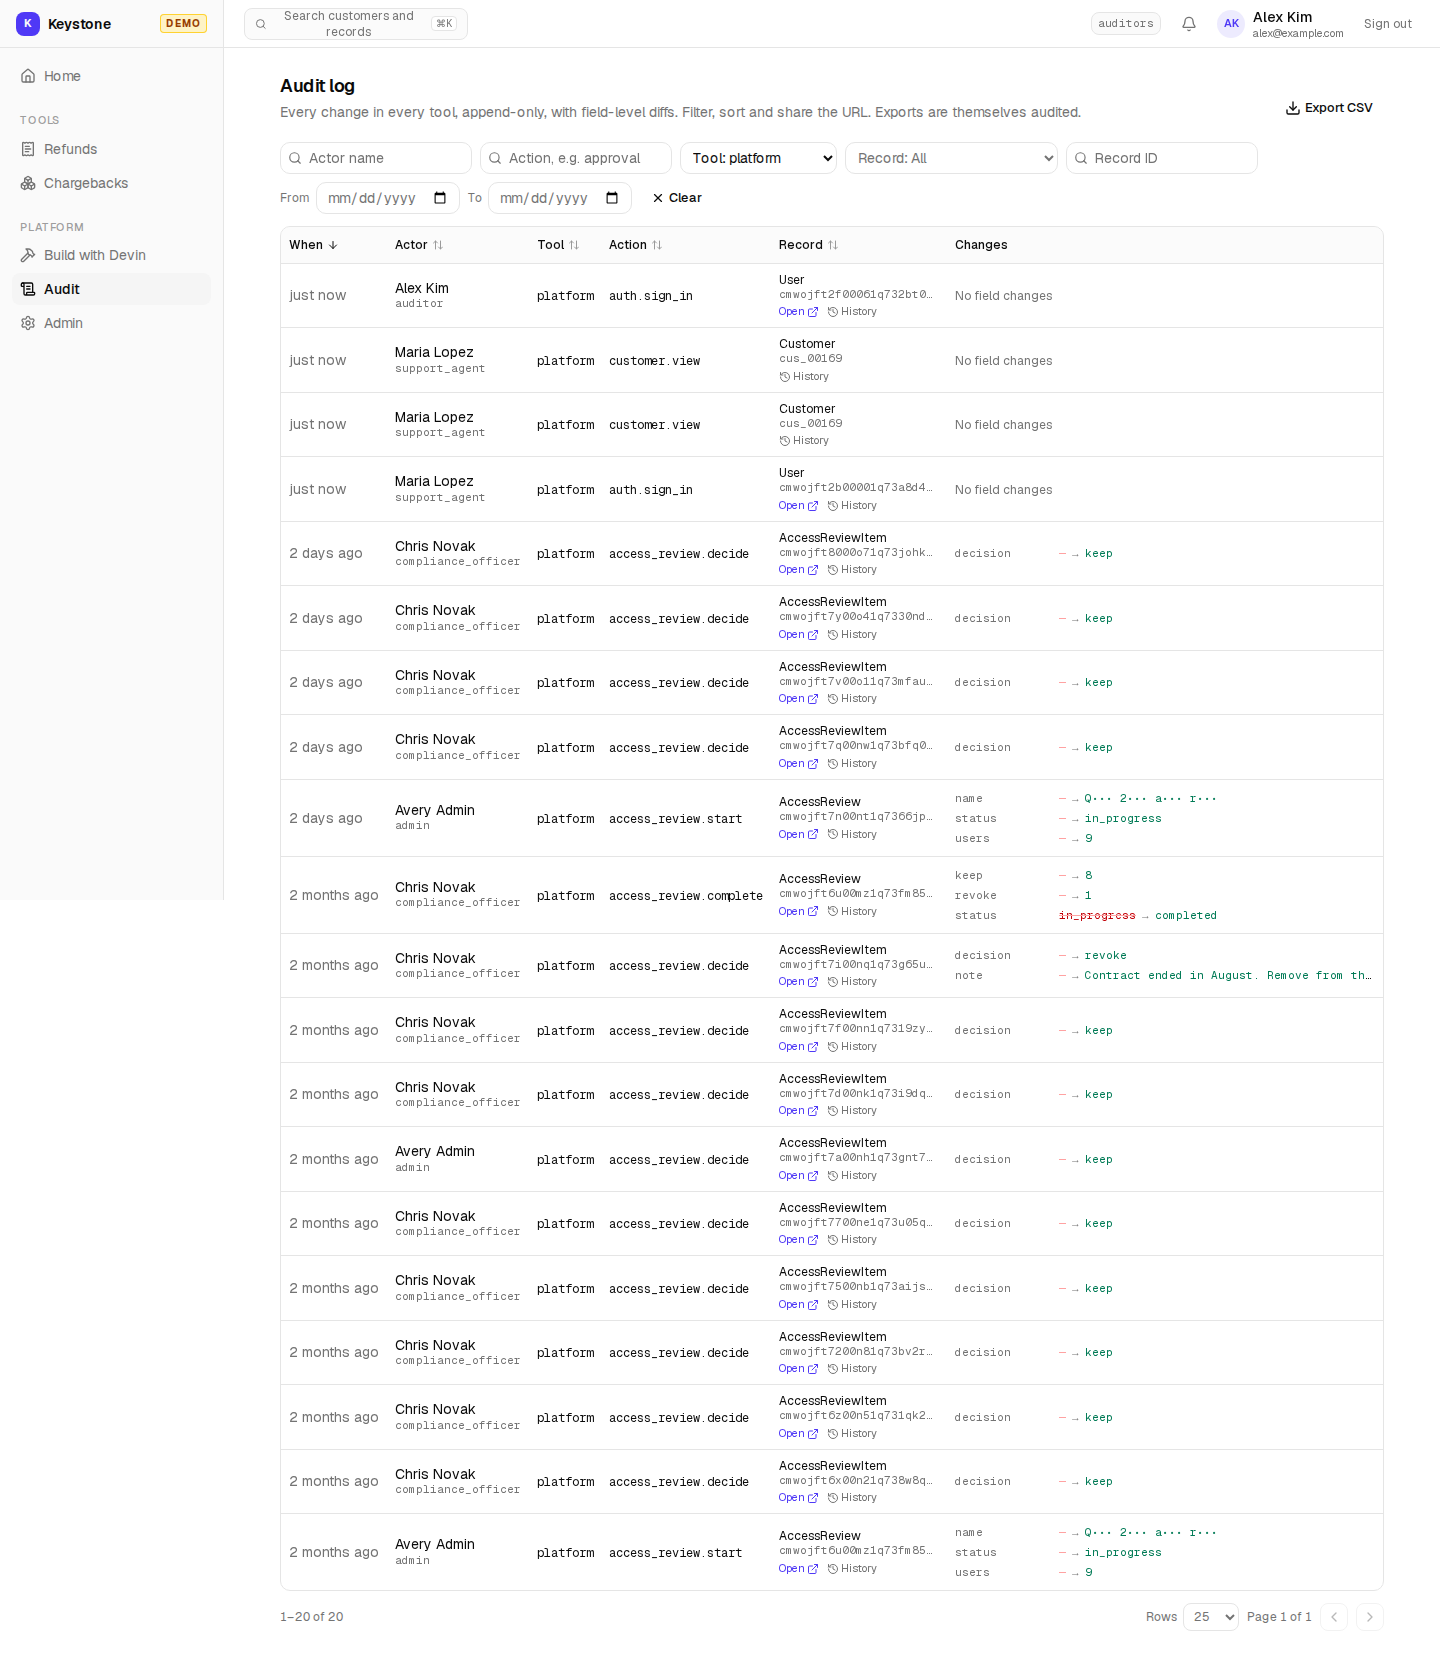 K Keystone DEMO
Search customers and records ⌘K
auditors
AK Alex Kim
alex@example.com
Sign out
Home
TOOLS
Refunds
Chargebacks
PLATFORM
Build with Devin
Audit
Admin
Audit log
Every change in every tool, append-only, with field-level diffs. Filter, sort and share the URL. Exports are themselves audited.
Export CSV
Actor name Action, e.g. approval Tool: platform Record: All Record ID
From mm/dd/yyyy To mm/dd/yyyy Clear
When Actor Tool Action Record Changes
just now Alex Kim auditor platform auth.sign_in User cmwojft2f00061q732bt0… Open History No field changes
just now Maria Lopez support_agent platform customer.view Customer cus_00169 History No field changes
just now Maria Lopez support_agent platform customer.view Customer cus_00169 History No field changes
just now Maria Lopez support_agent platform auth.sign_in User cmwojft2b00001q73a8d4… Open History No field changes
2 days ago Chris Novak compliance_officer platform access_review.decide AccessReviewItem cmwojft8000o71q73johk… Open History decision — → keep
2 days ago Chris Novak compliance_officer platform access_review.decide AccessReviewItem cmwojft7y00o41q7330nd… Open History decision — → keep
2 days ago Chris Novak compliance_officer platform access_review.decide AccessReviewItem cmwojft7v00o11q73mfau… Open History decision — → keep
2 days ago Chris Novak compliance_officer platform access_review.decide AccessReviewItem cmwojft7q00nw1q73bfq0… Open History decision — → keep
2 days ago Avery Admin admin platform access_review.start AccessReview cmwojft7n00nt1q7366jp… Open History name — → Q··· 2··· a··· r··· status — → in_progress users — → 9
2 months ago Chris Novak compliance_officer platform access_review.complete AccessReview cmwojft6u00mz1q73fm85… Open History keep — → 8 revoke — → 1 status in_progress → completed
2 months ago Chris Novak compliance_officer platform access_review.decide AccessReviewItem cmwojft7i00nq1q73g65u… Open History decision — → revoke note — → Contract ended in August. Remove from th…
2 months ago Chris Novak compliance_officer platform access_review.decide AccessReviewItem cmwojft7f00nn1q7319zy… Open History decision — → keep
2 months ago Chris Novak compliance_officer platform access_review.decide AccessReviewItem cmwojft7d00nk1q73i9dq… Open History decision — → keep
2 months ago Avery Admin admin platform access_review.decide AccessReviewItem cmwojft7a00nh1q73gnt7… Open History decision — → keep
2 months ago Chris Novak compliance_officer platform access_review.decide AccessReviewItem cmwojft7700ne1q73u05q… Open History decision — → keep
2 months ago Chris Novak compliance_officer platform access_review.decide AccessReviewItem cmwojft7500nb1q73aijs… Open History decision — → keep
2 months ago Chris Novak compliance_officer platform access_review.decide AccessReviewItem cmwojft7200n81q73bv2r… Open History decision — → keep
2 months ago Chris Novak compliance_officer platform access_review.decide AccessReviewItem cmwojft6z00n51q731qk2… Open History decision — → keep
2 months ago Chris Novak compliance_officer platform access_review.decide AccessReviewItem cmwojft6x00n21q738w8q… Open History decision — → keep
2 months ago Avery Admin admin platform access_review.start AccessReview cmwojft6u00mz1q73fm85… Open History name — → Q··· 2··· a··· r··· status — → in_progress users — → 9
1–20 of 20 Rows 25 Page 1 of 1